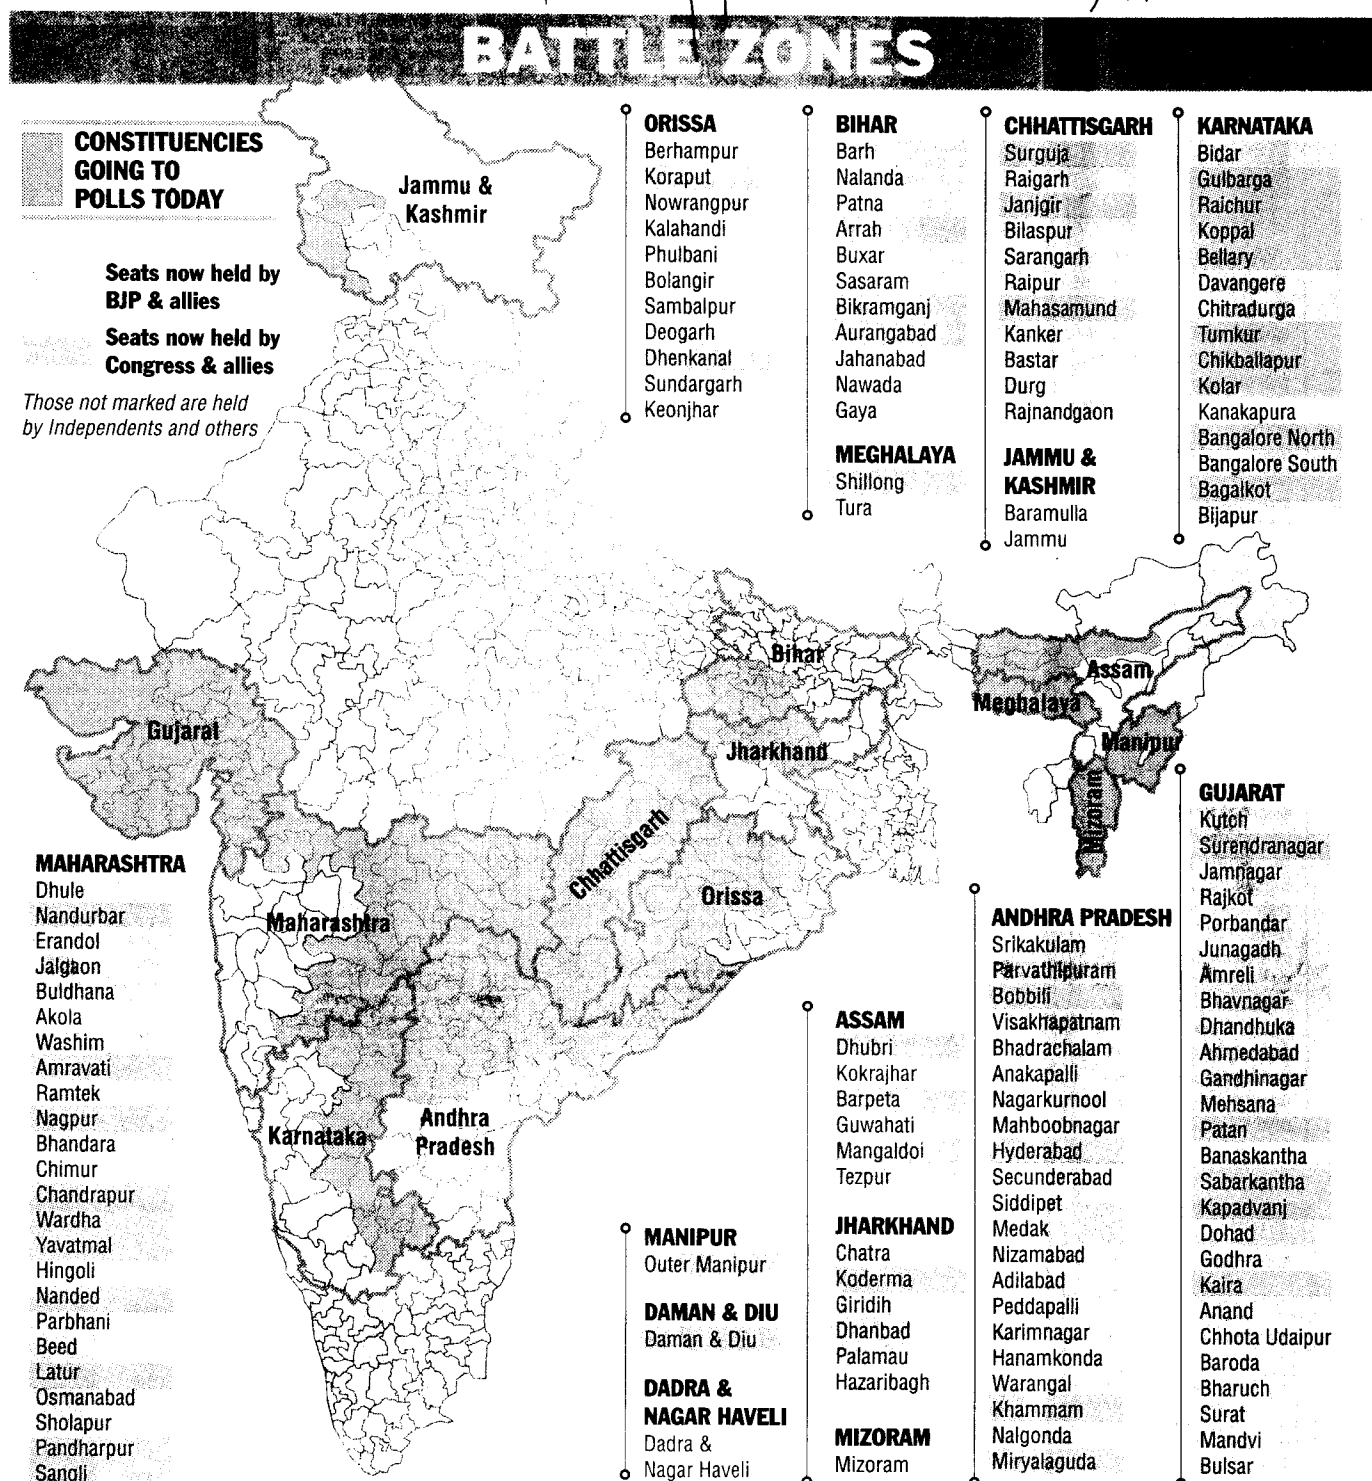 BATTLE ZONES
CONSTITUENCIES
GOING TO
POLLS TODAY
Seats now held by
BJP & allies
Seats now held by
Congress & allies
Those not marked are held
by Independents and others
Jammu &
Kashmir
ORISSA
Berhampur
Koraput
Nowrangpur
Kalahandi
Phulbani
Bolangir
Sambalpur
Deogarh
Dhenkanal
Sundargarh
Keonjhar
BIHAR
Barh
Nalanda
Patna
Arrah
Buxar
Sasaram
Bikramganj
Aurangabad
Jahanabad
Nawada
Gaya
MEGHALAYA
Shillong
Tura
CHHATTISGARH
Surguja
Raigarh
Janjgir
Bilaspur
Sarangarh
Raipur
Mahasamund
Kanker
Bastar
Durg
Rajnandgaon
JAMMU &
KASHMIR
Baramulla
Jammu
KARNATAKA
Bidar
Gulbarga
Raichur
Koppal
Bellary
Davangere
Chitradurga
Tumkur
Chikballapur
Kolar
Kanakapura
Bangalore North
Bangalore South
Bagalkot
Bijapur
Bihar
Assam
Meghalaya
Manipur
Mizoram
Gujarat
Jharkhand
Chhattisgarh
Orissa
Maharashtra
Karnataka
Andhra
Pradesh
MAHARASHTRA
Dhule
Nandurbar
Erandol
Jalgaon
Buldhana
Akola
Washim
Amravati
Ramtek
Nagpur
Bhandara
Chimur
Chandrapur
Wardha
Yavatmal
Hingoli
Nanded
Parbhani
Beed
Latur
Osmanabad
Sholapur
Pandharpur
Sangli
MANIPUR
Outer Manipur
DAMAN & DIU
Daman & Diu
DADRA &
NAGAR HAVELI
Dadra &
Nagar Haveli
ASSAM
Dhubri
Kokrajhar
Barpeta
Guwahati
Mangaldoi
Tezpur
JHARKHAND
Chatra
Koderma
Giridih
Dhanbad
Palamau
Hazaribagh
MIZORAM
Mizoram
ANDHRA PRADESH
Srikakulam
Parvathipuram
Bobbili
Visakhapatnam
Bhadrachalam
Anakapalli
Nagarkurnool
Mahboobnagar
Hyderabad
Secunderabad
Siddipet
Medak
Nizamabad
Adilabad
Peddapalli
Karimnagar
Hanamkonda
Warangal
Khammam
Nalgonda
Miryalaguda
GUJARAT
Kutch
Surendranagar
Jamnagar
Rajkot
Porbandar
Junagadh
Amreli
Bhavnagar
Dhandhuka
Ahmedabad
Gandhinagar
Mehsana
Patan
Banaskantha
Sabarkantha
Kapadvanj
Dohad
Godhra
Kaira
Anand
Chhota Udaipur
Baroda
Bharuch
Surat
Mandvi
Bulsar